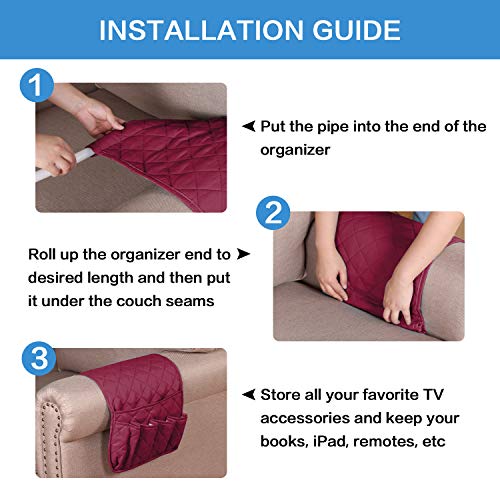 INSTALLATION GUIDE
1
Put the pipe into the end of the
organizer
2
Roll up the organizer end to
desired length and then put
it under the couch seams
3
Store all your favorite TV
accessories and keep your
books, iPad, remotes, etc